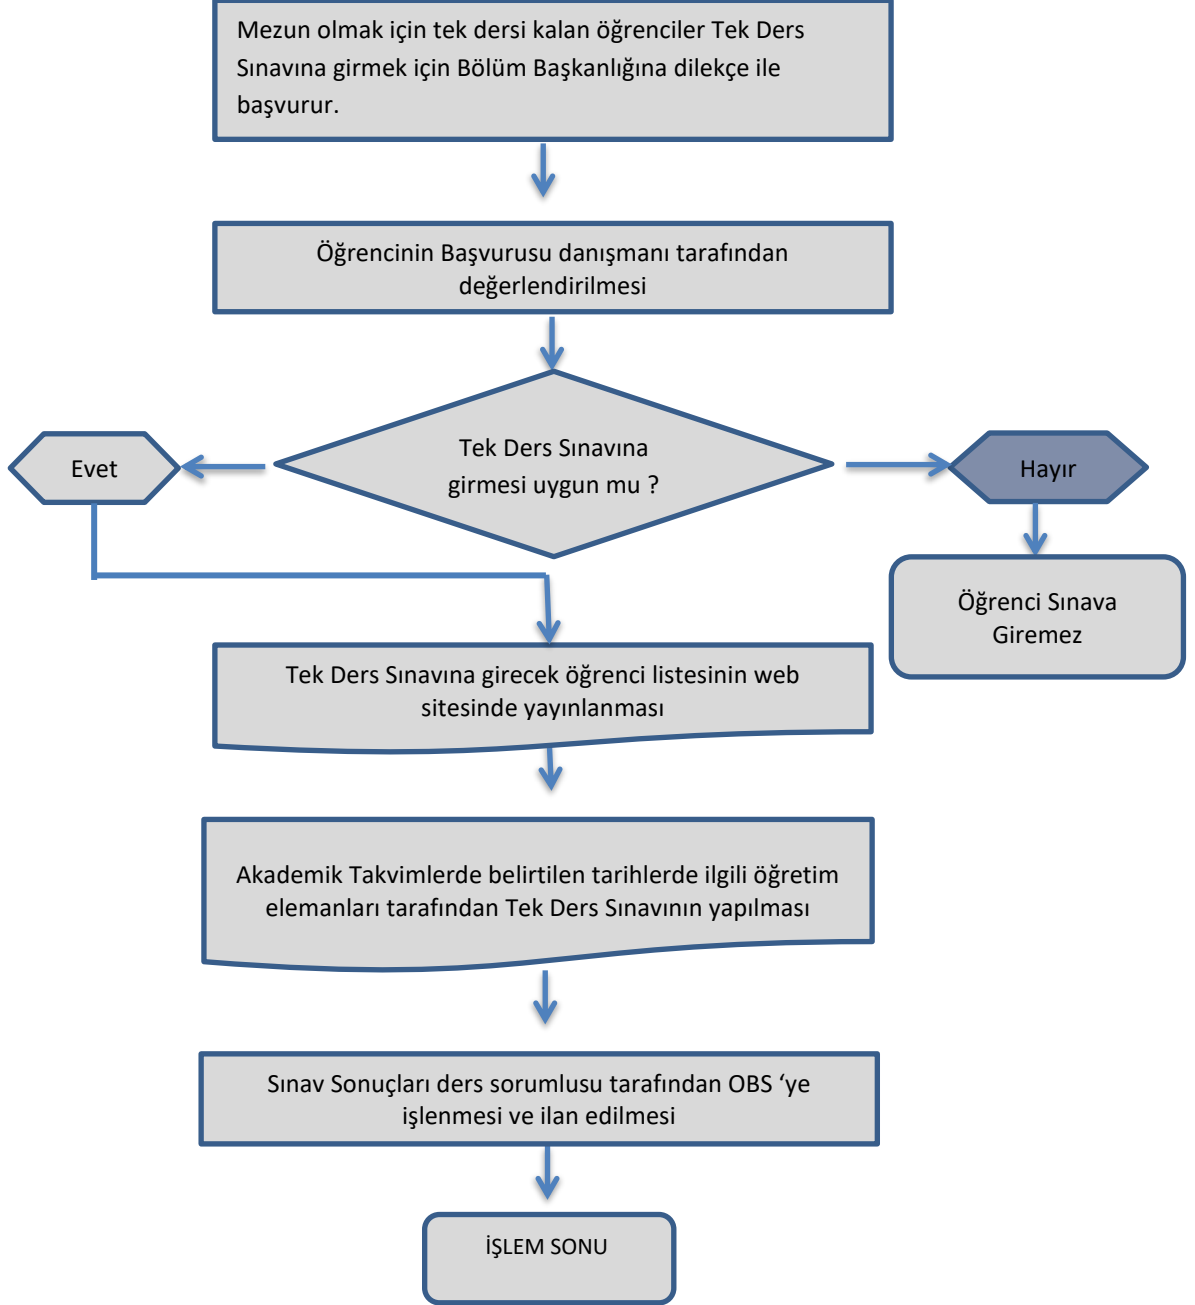 Mezun olmak için tek dersi kalan öğrenciler Tek Ders
Sınavına girmek için Bölüm Başkanlığına dilekçe ile
başvurur.
Öğrencinin Başvurusu danışmanı tarafından
değerlendirilmesi
Tek Ders Sınavına
girmesi uygun mu ?
Evet
Hayır
Öğrenci Sınava
Giremez
Tek Ders Sınavına girecek öğrenci listesinin web
sitesinde yayınlanması
Akademik Takvimlerde belirtilen tarihlerde ilgili öğretim
elemanları tarafından Tek Ders Sınavının yapılması
Sınav Sonuçları ders sorumlusu tarafından OBS ‘ye
işlenmesi ve ilan edilmesi
İŞLEM SONU